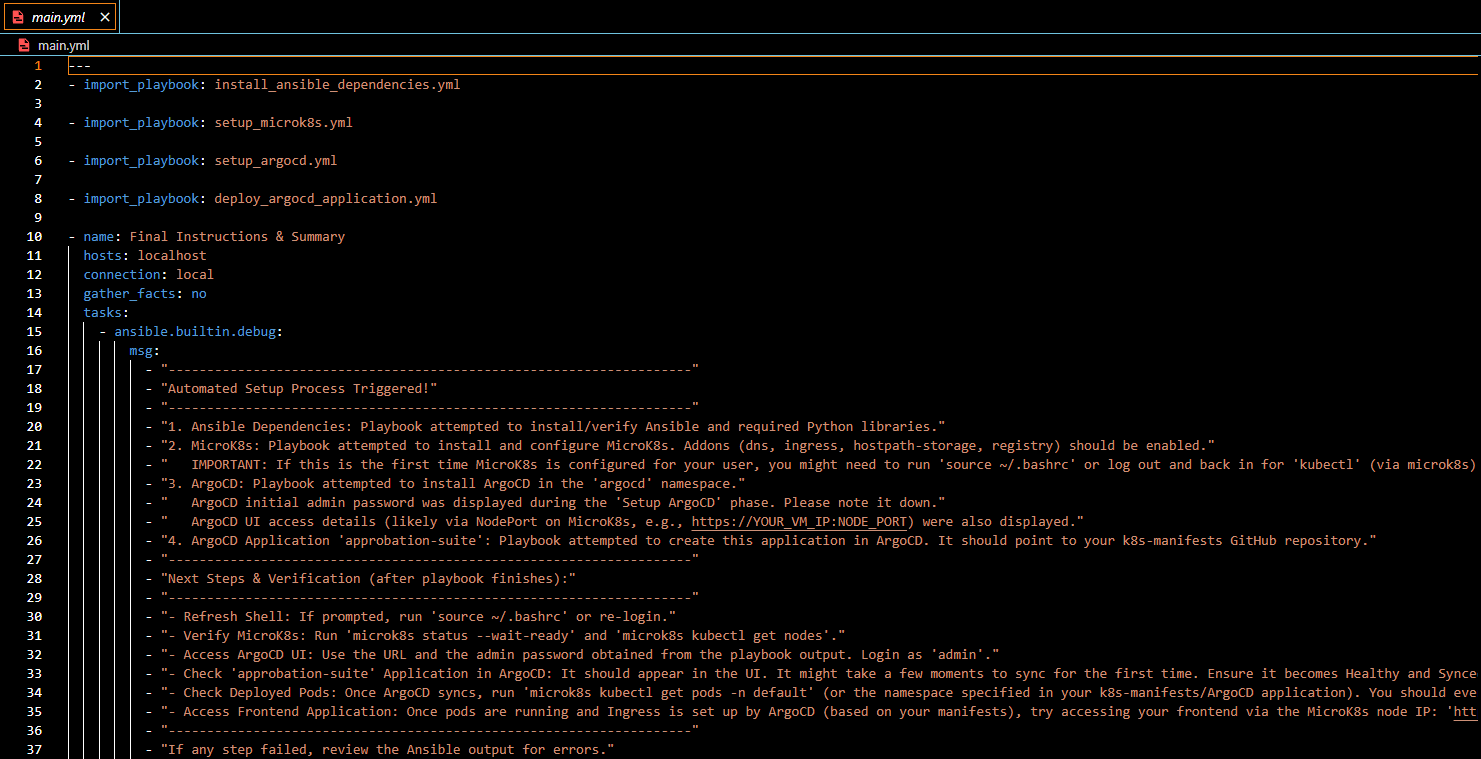 main.yml
main.yml
1 ---
2 - import_playbook: install_ansible_dependencies.yml
3
4 - import_playbook: setup_microk8s.yml
5
6 - import_playbook: setup_argocd.yml
7
8 - import_playbook: deploy_argocd_application.yml
9
10 - name: Final Instructions & Summary
11 hosts: localhost
12 connection: local
13 gather_facts: no
14 tasks:
15 - ansible.builtin.debug:
16 msg:
17 - "--------------------------------------------------------------------"
18 - "Automated Setup Process Triggered!"
19 - "--------------------------------------------------------------------"
20 - "1. Ansible Dependencies: Playbook attempted to install/verify Ansible and required Python libraries."
21 - "2. MicroK8s: Playbook attempted to install and configure MicroK8s. Addons (dns, ingress, hostpath-storage, registry) should be enabled."
22 - "   IMPORTANT: If this is the first time MicroK8s is configured for your user, you might need to run 'source ~/.bashrc' or log out and back in for 'kubectl' (via microk8s)
23 - "3. ArgoCD: Playbook attempted to install ArgoCD in the 'argocd' namespace."
24 - "   ArgoCD initial admin password was displayed during the 'Setup ArgoCD' phase. Please note it down."
25 - "   ArgoCD UI access details (likely via NodePort on MicroK8s, e.g., https://YOUR_VM_IP:NODE_PORT) were also displayed."
26 - "4. ArgoCD Application 'approbation-suite': Playbook attempted to create this application in ArgoCD. It should point to your k8s-manifests GitHub repository."
27 - "--------------------------------------------------------------------"
28 - "Next Steps & Verification (after playbook finishes):"
29 - "--------------------------------------------------------------------"
30 - "- Refresh Shell: If prompted, run 'source ~/.bashrc' or re-login."
31 - "- Verify MicroK8s: Run 'microk8s status --wait-ready' and 'microk8s kubectl get nodes'."
32 - "- Access ArgoCD UI: Use the URL and the admin password obtained from the playbook output. Login as 'admin'."
33 - "- Check 'approbation-suite' Application in ArgoCD: It should appear in the UI. It might take a few moments to sync for the first time. Ensure it becomes Healthy and Synce
34 - "- Check Deployed Pods: Once ArgoCD syncs, run 'microk8s kubectl get pods -n default' (or the namespace specified in your k8s-manifests/ArgoCD application). You should eve
35 - "- Access Frontend Application: Once pods are running and Ingress is set up by ArgoCD (based on your manifests), try accessing your frontend via the MicroK8s node IP: 'htt
36 - "--------------------------------------------------------------------"
37 - "If any step failed, review the Ansible output for errors."